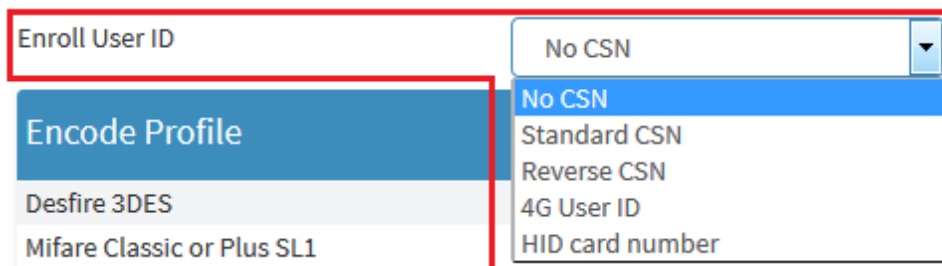 Enroll User ID
No CSN
No CSN
Standard CSN
Reverse CSN
4G User ID
HID card number
Encode Profile
Desfire 3DES
Mifare Classic or Plus SL1